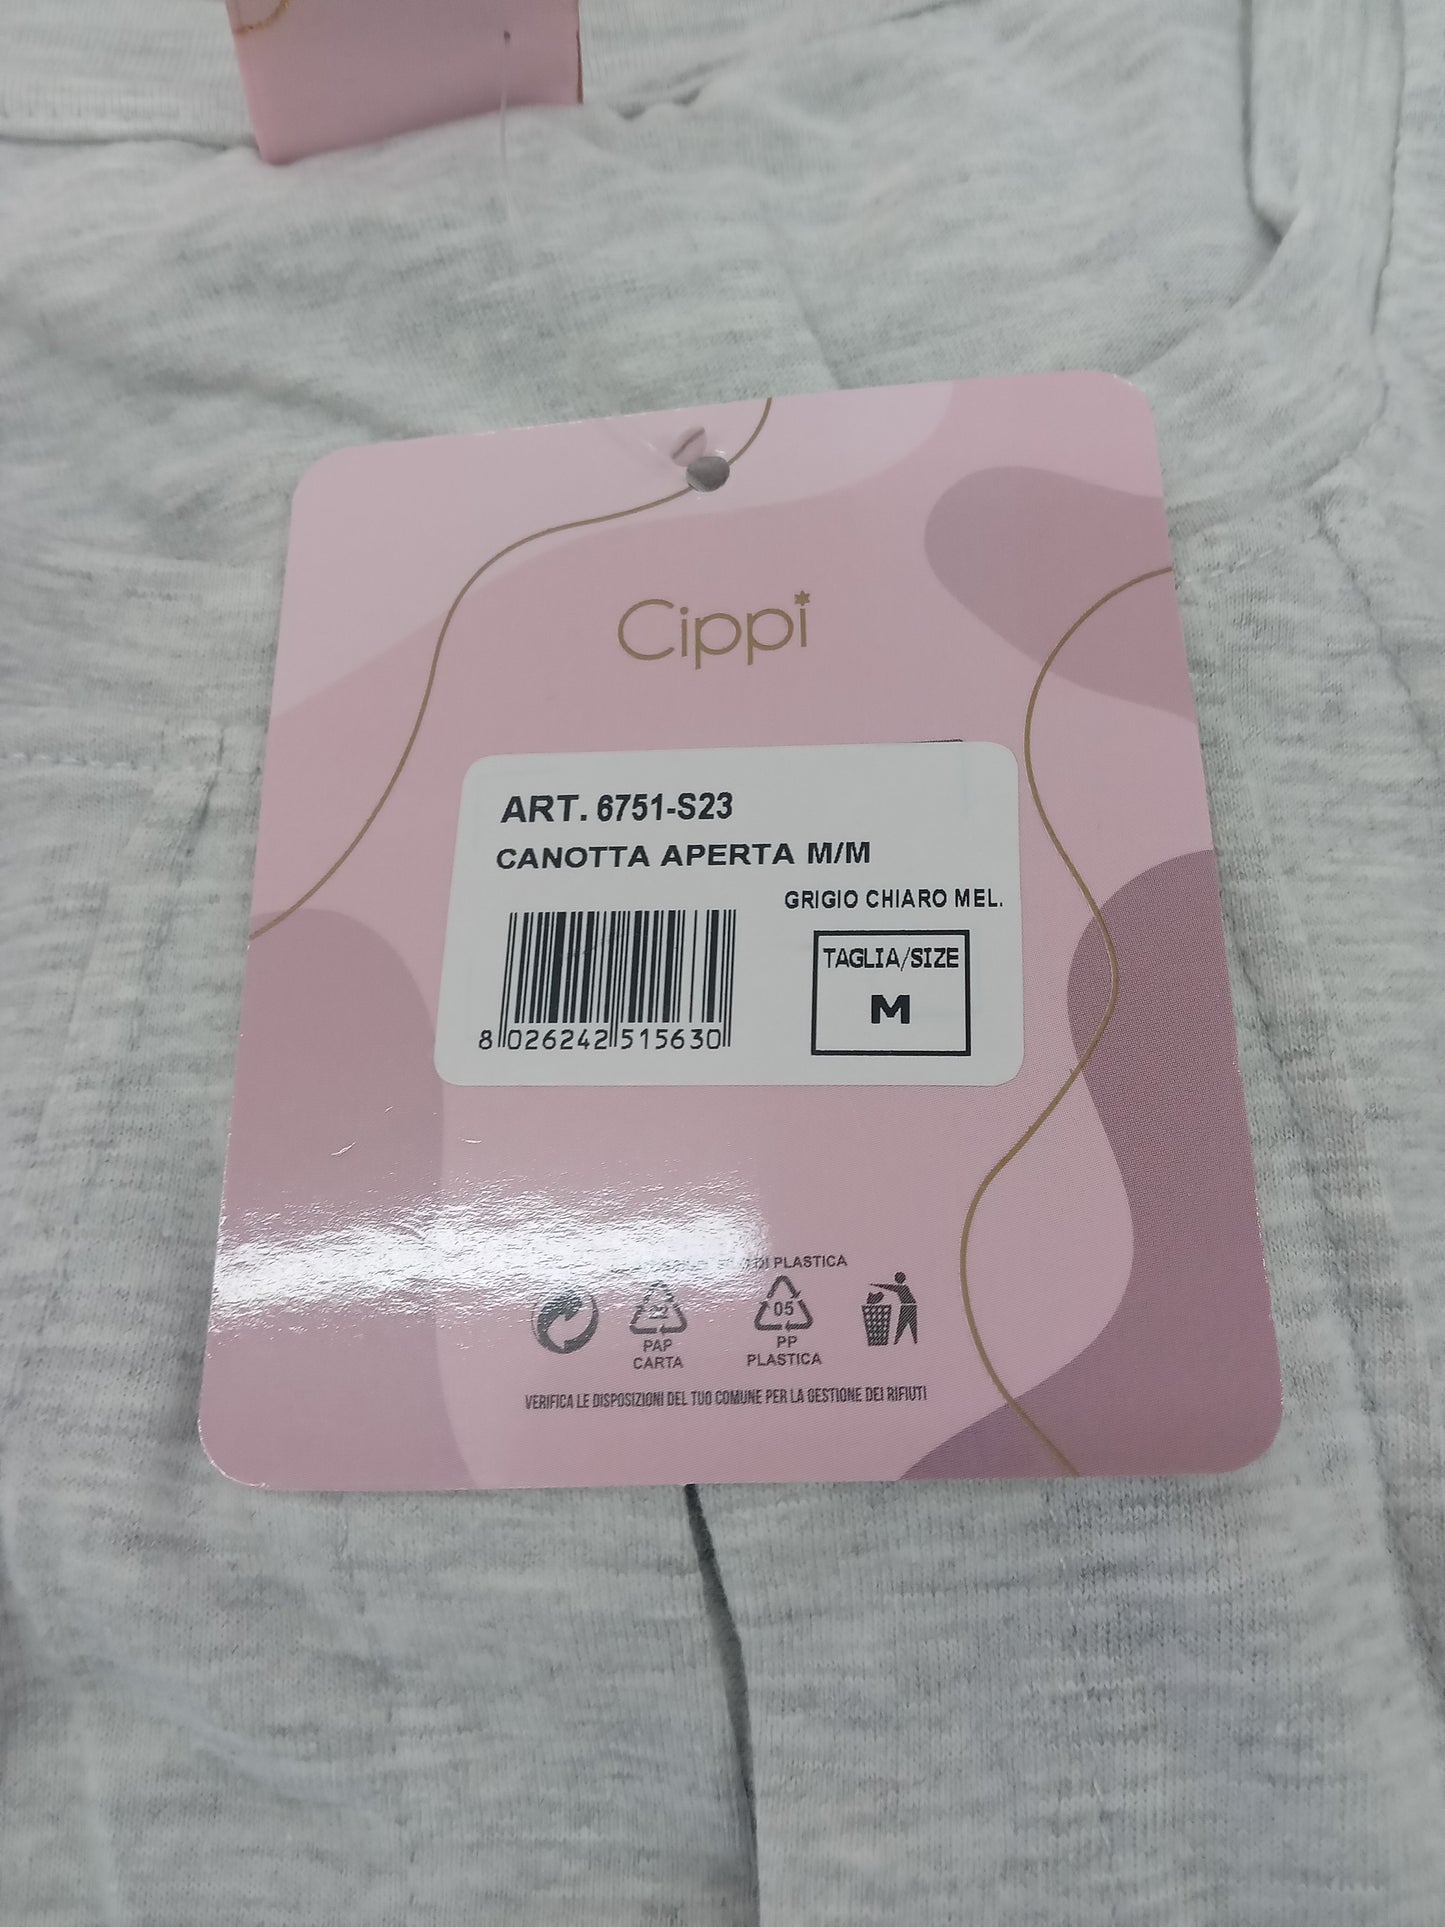 Cippi
ART. 6751-S23
CANOTTA APERTA M/M
GRIGIO CHIARO MEL.
TAGLIA/SIZE
M
8 026242 515630
DI PLASTICA
22
05
PAP
PP
CARTA
PLASTICA
VERIFICA LE DISPOSIZIONI DEL TUO COMUNE PER LA GESTIONE DEI RIFIUTI